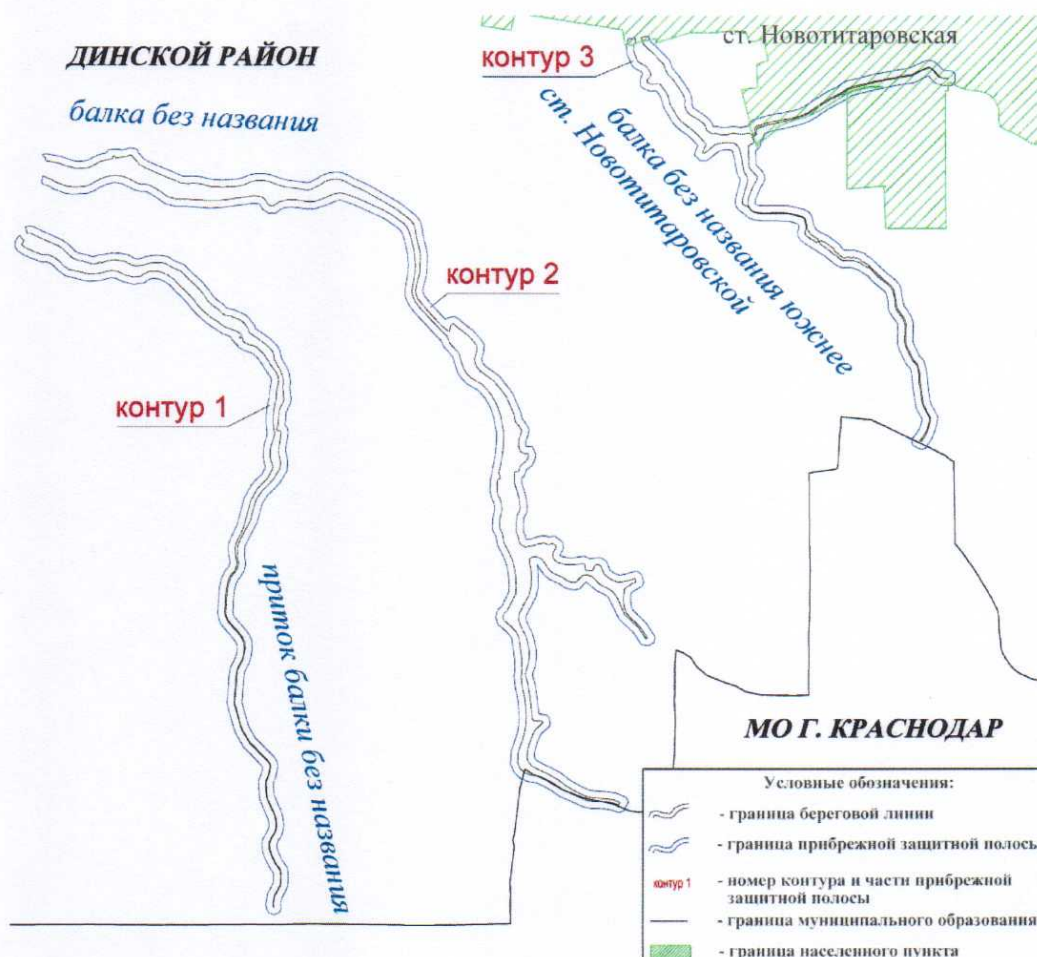 ДИНСКОЙ РАЙОН
балка без названия
контур 3
ст. Новотитаровская
балка без названия южнее
ст. Новотитаровской
контур 2
контур 1
приток балки без названия
МО Г. КРАСНОДАР
Условные обозначения:
- граница береговой линии
- граница прибрежной защитной полосы
контур 1 - номер контура и части прибрежной
защитной полосы
- граница муниципального образования
- граница населенного пункта